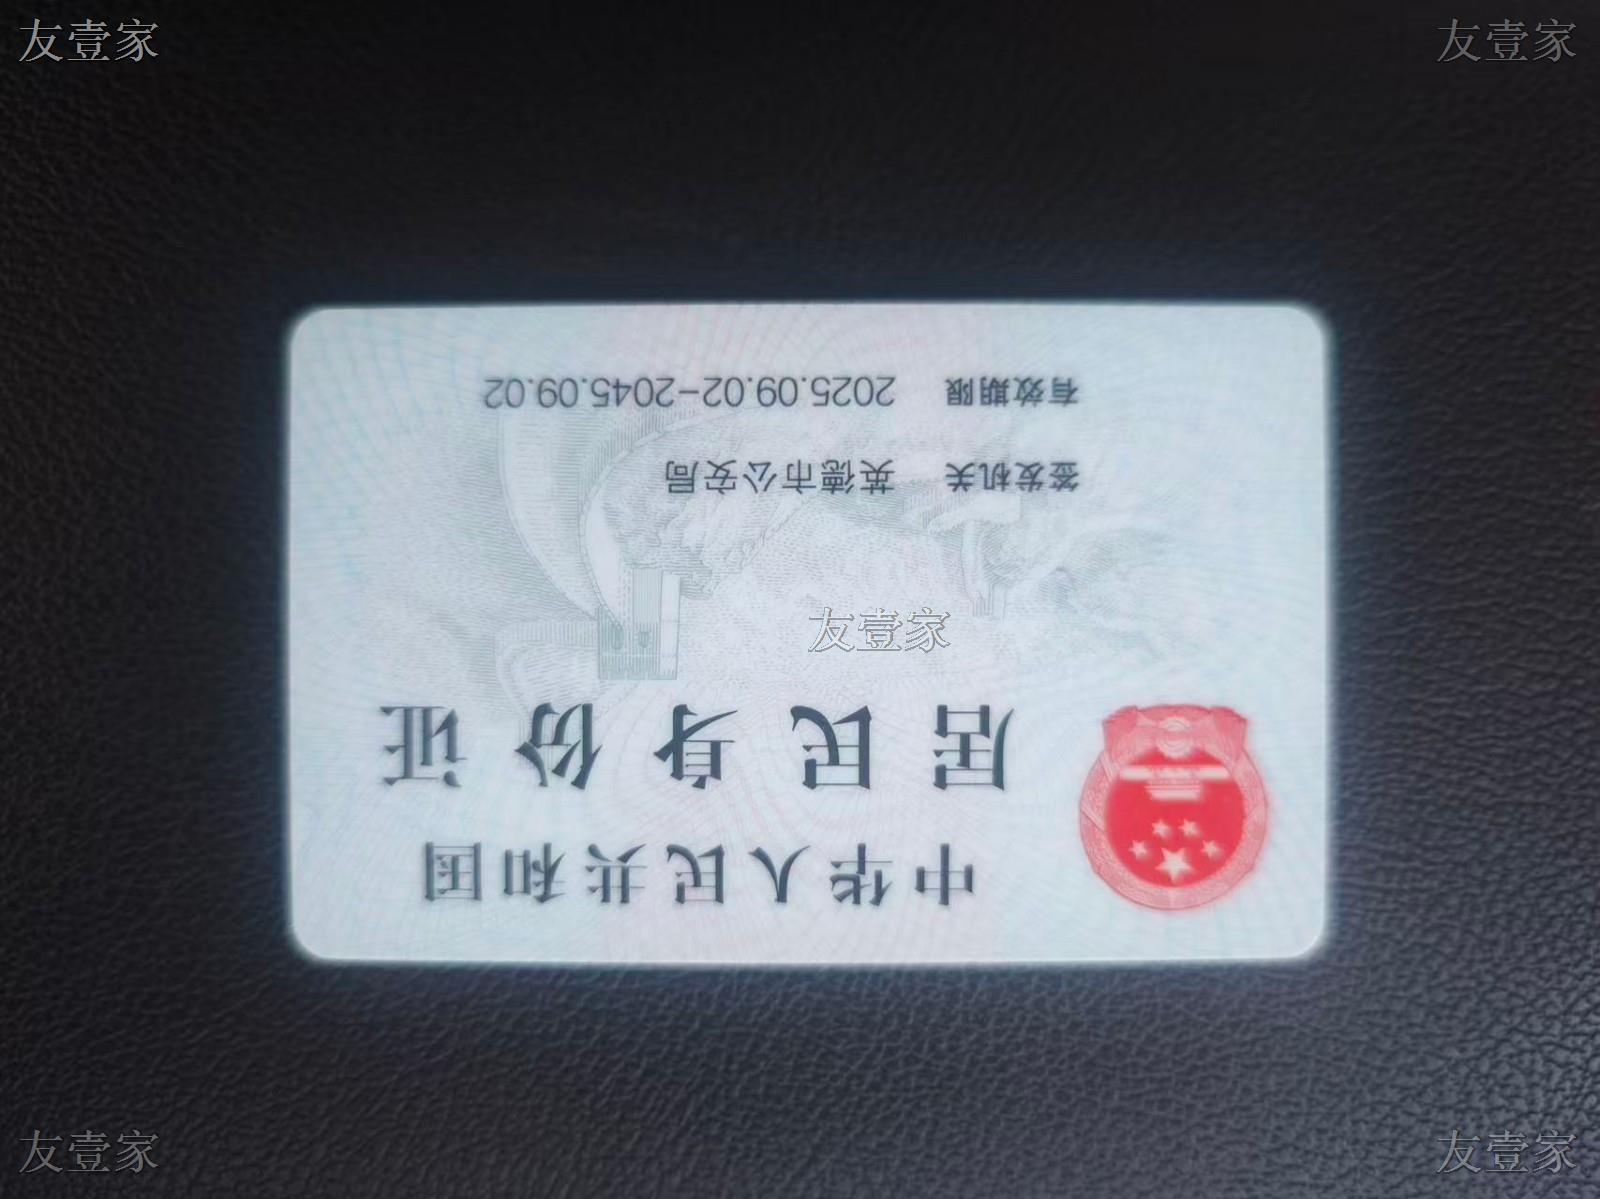 友壹家
友壹家
中华人民共和国
居民身份证
友壹家
签发机关 英德市公安局
有效期限 2025.09.02-2045.09.02
友壹家
友壹家